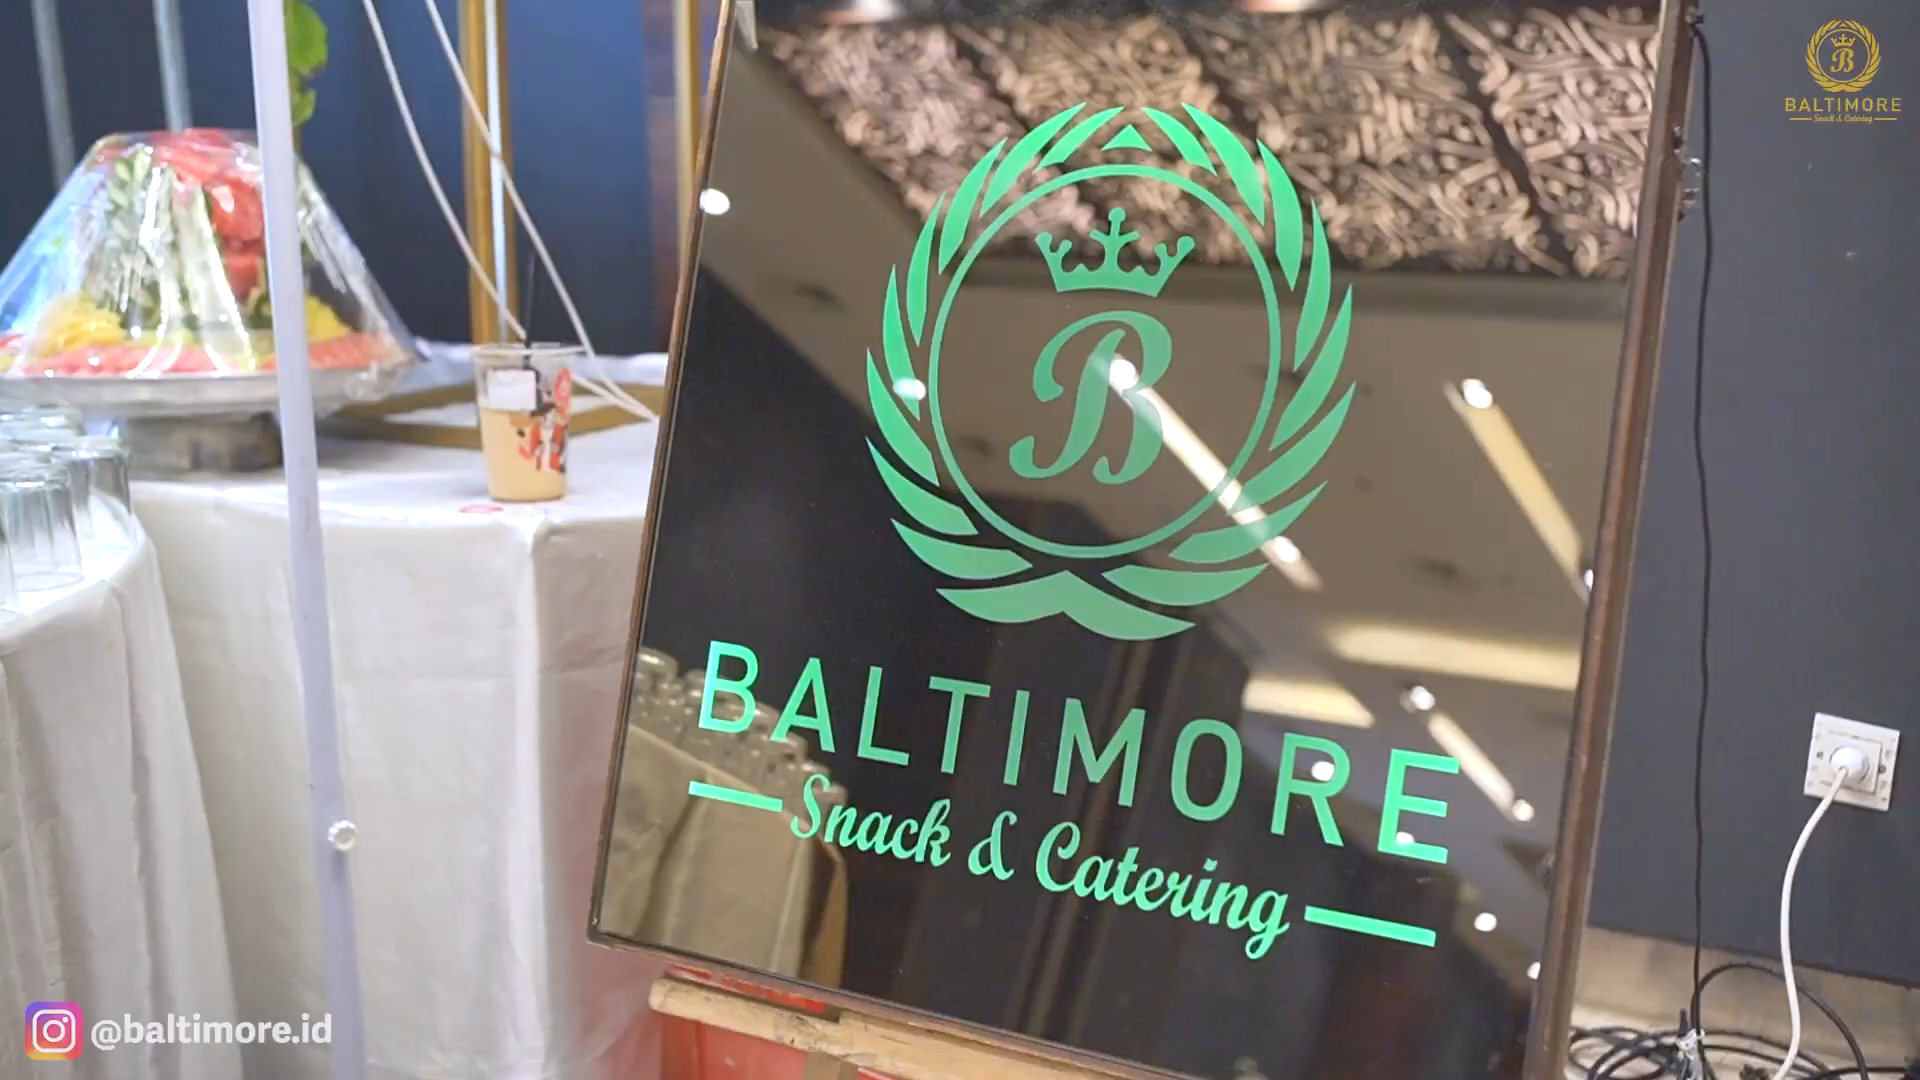 B
BALTIMORE
Snack & Catering
B
BALTIMORE
Snack & Catering
@baltimore.id